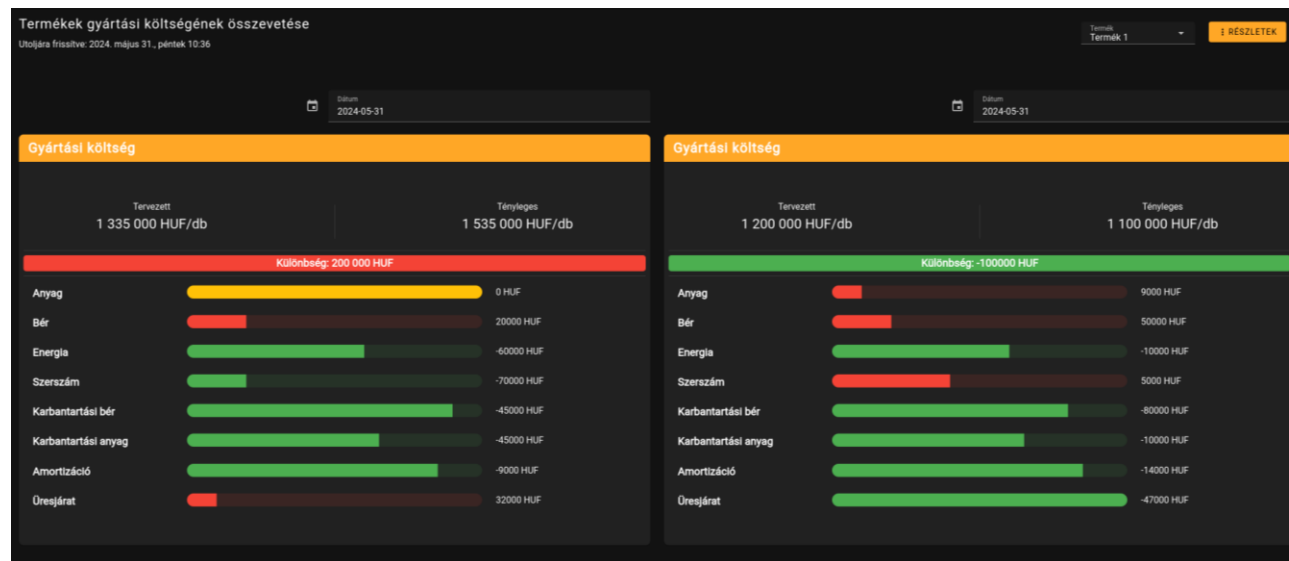 Termékek gyártási költségének összevetése
Utoljára frissítve: 2024. május 31., péntek 10:36
Termék
Termék 1
⋮ RÉSZLETEK
Dátum
2024-05-31
Dátum
2024-05-31
Gyártási költség
Tervezett
1 335 000 HUF/db
Tényleges
1 535 000 HUF/db
Különbség: 200 000 HUF
Anyag 0 HUF
Bér 20000 HUF
Energia -60000 HUF
Szerszám -70000 HUF
Karbantartási bér -45000 HUF
Karbantartási anyag -45000 HUF
Amortizáció -9000 HUF
Üresjárat 32000 HUF
Gyártási költség
Tervezett
1 200 000 HUF/db
Tényleges
1 100 000 HUF/db
Különbség: -100000 HUF
Anyag 9000 HUF
Bér 50000 HUF
Energia -10000 HUF
Szerszám 5000 HUF
Karbantartási bér -80000 HUF
Karbantartási anyag -10000 HUF
Amortizáció -14000 HUF
Üresjárat -47000 HUF